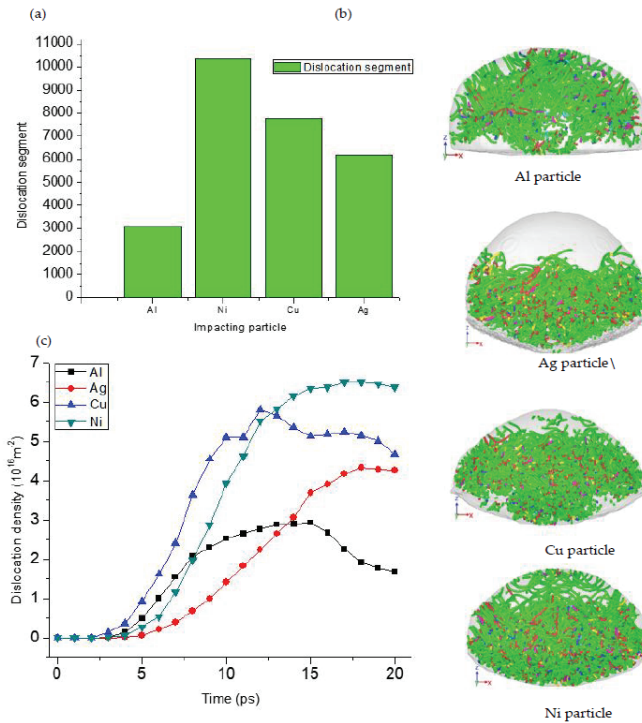 (a)
(b)
11000
10000
9000
8000
7000
6000
5000
4000
3000
2000
1000
0
Dislocation segment
Dislocation segment
Al
Ni
Cu
Ag
Impacting particle
z
x
Al particle
z
x
Ag particle\
z
x
Cu particle
z
x
Ni particle
(c)
7
6
5
4
3
2
1
0
Dislocation density (10¹⁶m⁻²)
Al
Ag
Cu
Ni
0
5
10
15
20
Time (ps)